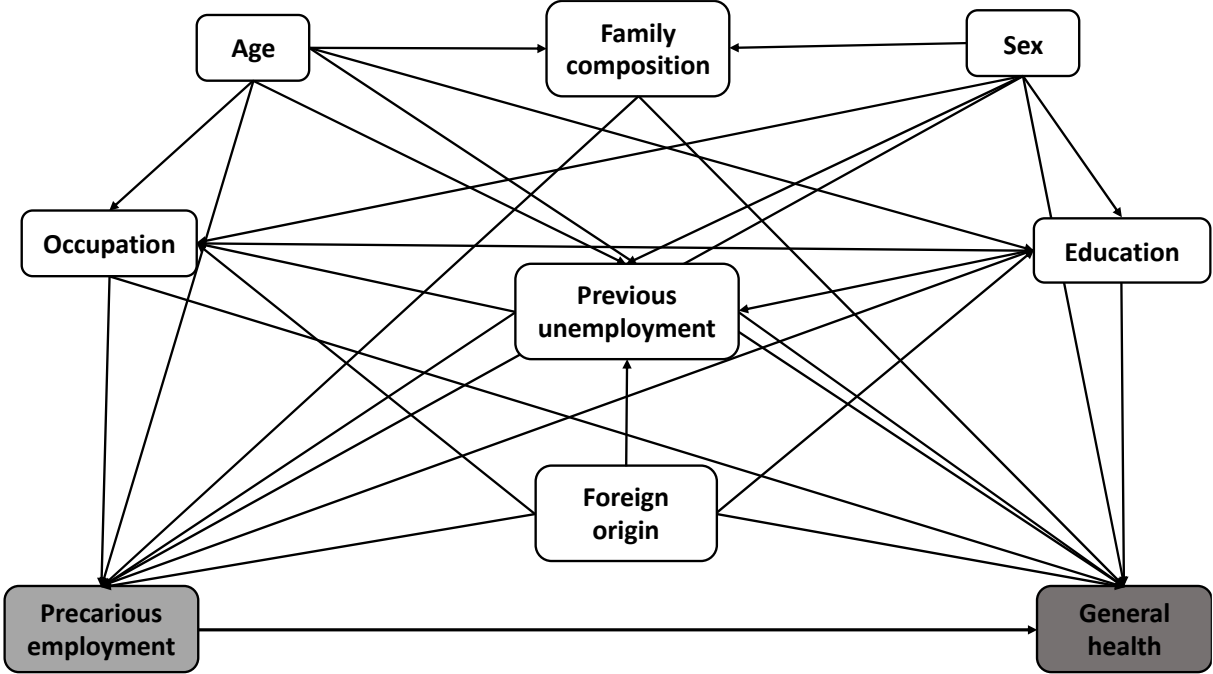 Age
Family
composition
Sex
Occupation
Education
Previous
unemployment
Foreign
origin
Precarious
employment
General
health